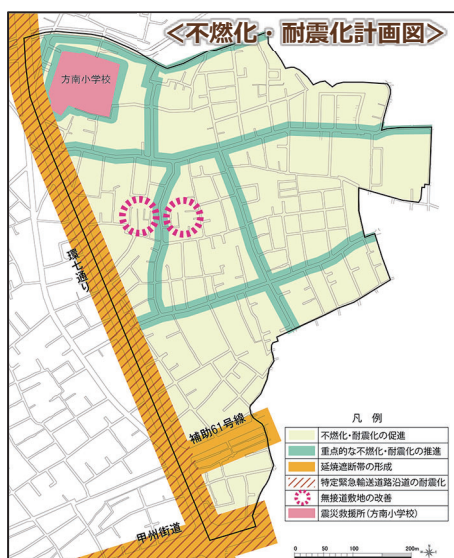 <不燃化・耐震化計画図>
方南小学校
環七通り
補助61号線
甲州街道
凡 例
不燃化・耐震化の促進
重点的な不燃化・耐震化の推進
延焼遮断帯の形成
特定緊急輸送道路沿道の耐震化
無接道敷地の改善
震災救援所(方南小学校)
0 100 200m